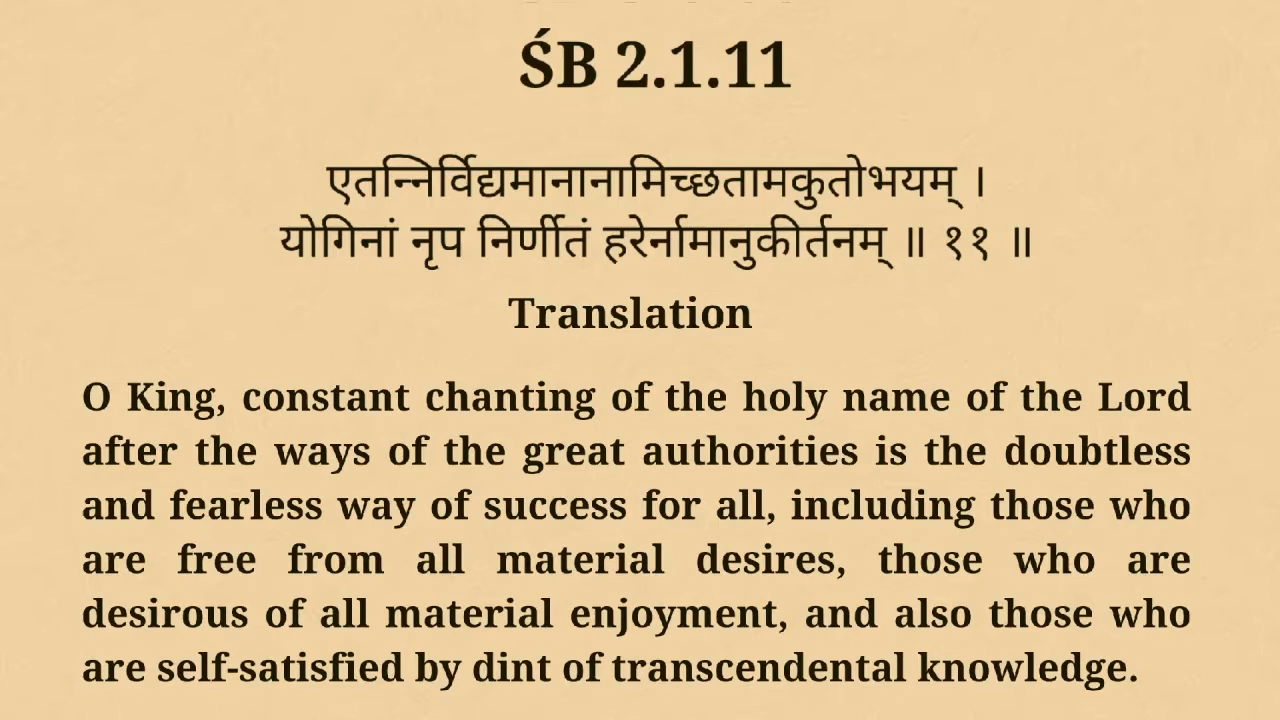 ŚB 2.1.11
एतन्निर्विद्यमानानामिच्छतामकुतोभयम् ।
योगिनां नृप निर्णीतं हरेर्नामानुकीर्तनम् ॥ ११ ॥
Translation
O King, constant chanting of the holy name of the Lord
after the ways of the great authorities is the doubtless
and fearless way of success for all, including those who
are free from all material desires, those who are
desirous of all material enjoyment, and also those who
are self-satisfied by dint of transcendental knowledge.